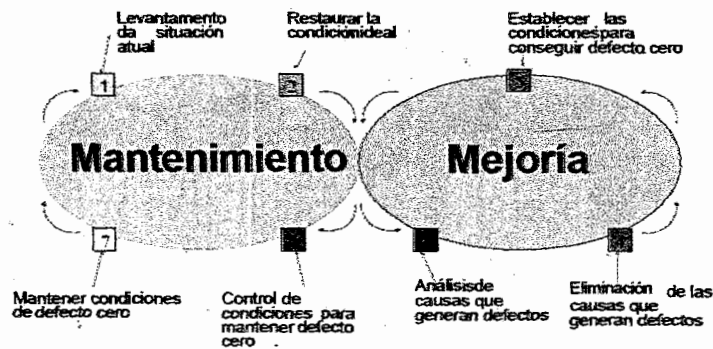 Levantamento
da situación
atual
Restaurar la
condiciónideal
Establecer las
condicionespara
conseguir defecto cero
1
2
Mantenimiento
Mejoría
7
Mantener condiciones
de defecto cero
Control de
condiciones para
mantener defecto
cero
Análisisde
causas que
generan defectos
Eliminación de las
causas que
generan defectos